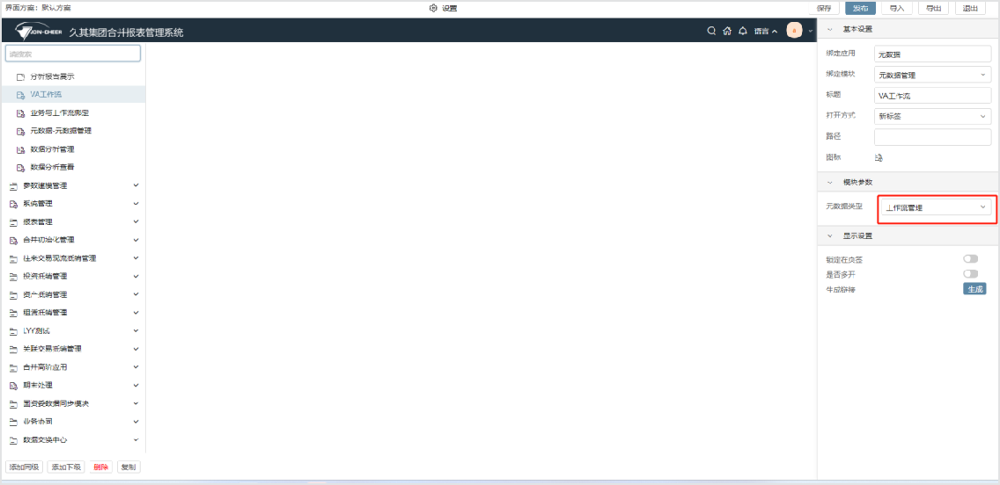 界面方案：默认方案
设置
保存
发布
导入
导出
退出
JOIN-CHEER 久其集团合并报表管理系统
语言
请搜索
分析报告展示
VA工作流
业务与工作流绑定
元数据-元数据管理
数据分析管理
数据分析查看
参数建模管理
系统管理
报表管理
合并初始化管理
往来交易现流抵销管理
投资抵销管理
资产抵销管理
租赁抵销管理
LYY测试
关联交易抵销管理
合并高阶应用
期末处理
国资委数据同步模块
业务协同
数据交换中心
添加同级
添加下级
删除
复制
基本设置
绑定应用 元数据
绑定模块 元数据管理
标题 VA工作流
打开方式 新标签
路径
图标
模块参数
元数据类型 工作流管理
显示设置
锁定在页签
是否多开
生成链接 生成